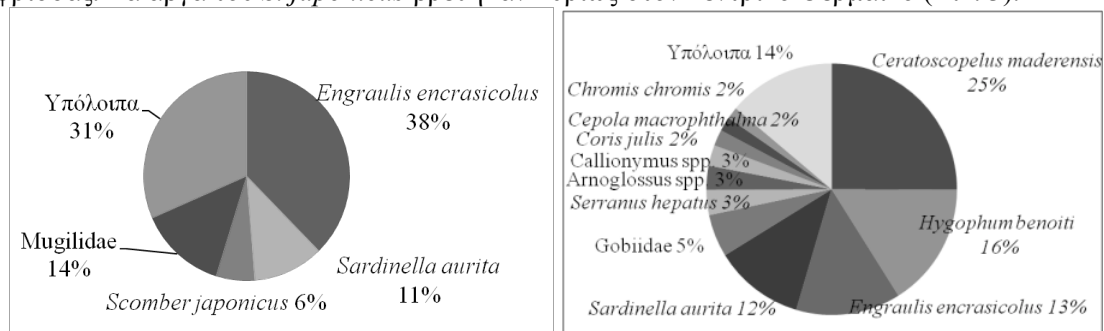 Υπόλοιπα
31%
Engraulis encrasicolus
38%
Mugilidae
14%
Sardinella aurita
11%
Scomber japonicus 6%
Υπόλοιπα 14%
Ceratoscopelus maderensis
25%
Chromis chromis 2%
Cepola macrophthalma 2%
Coris julis 2%
Callionymus spp. 3%
Arnoglossus spp. 3%
Serranus hepatus 3%
Gobiidae 5%
Hygophum benoiti
16%
Sardinella aurita 12%
Engraulis encrasicolus 13%